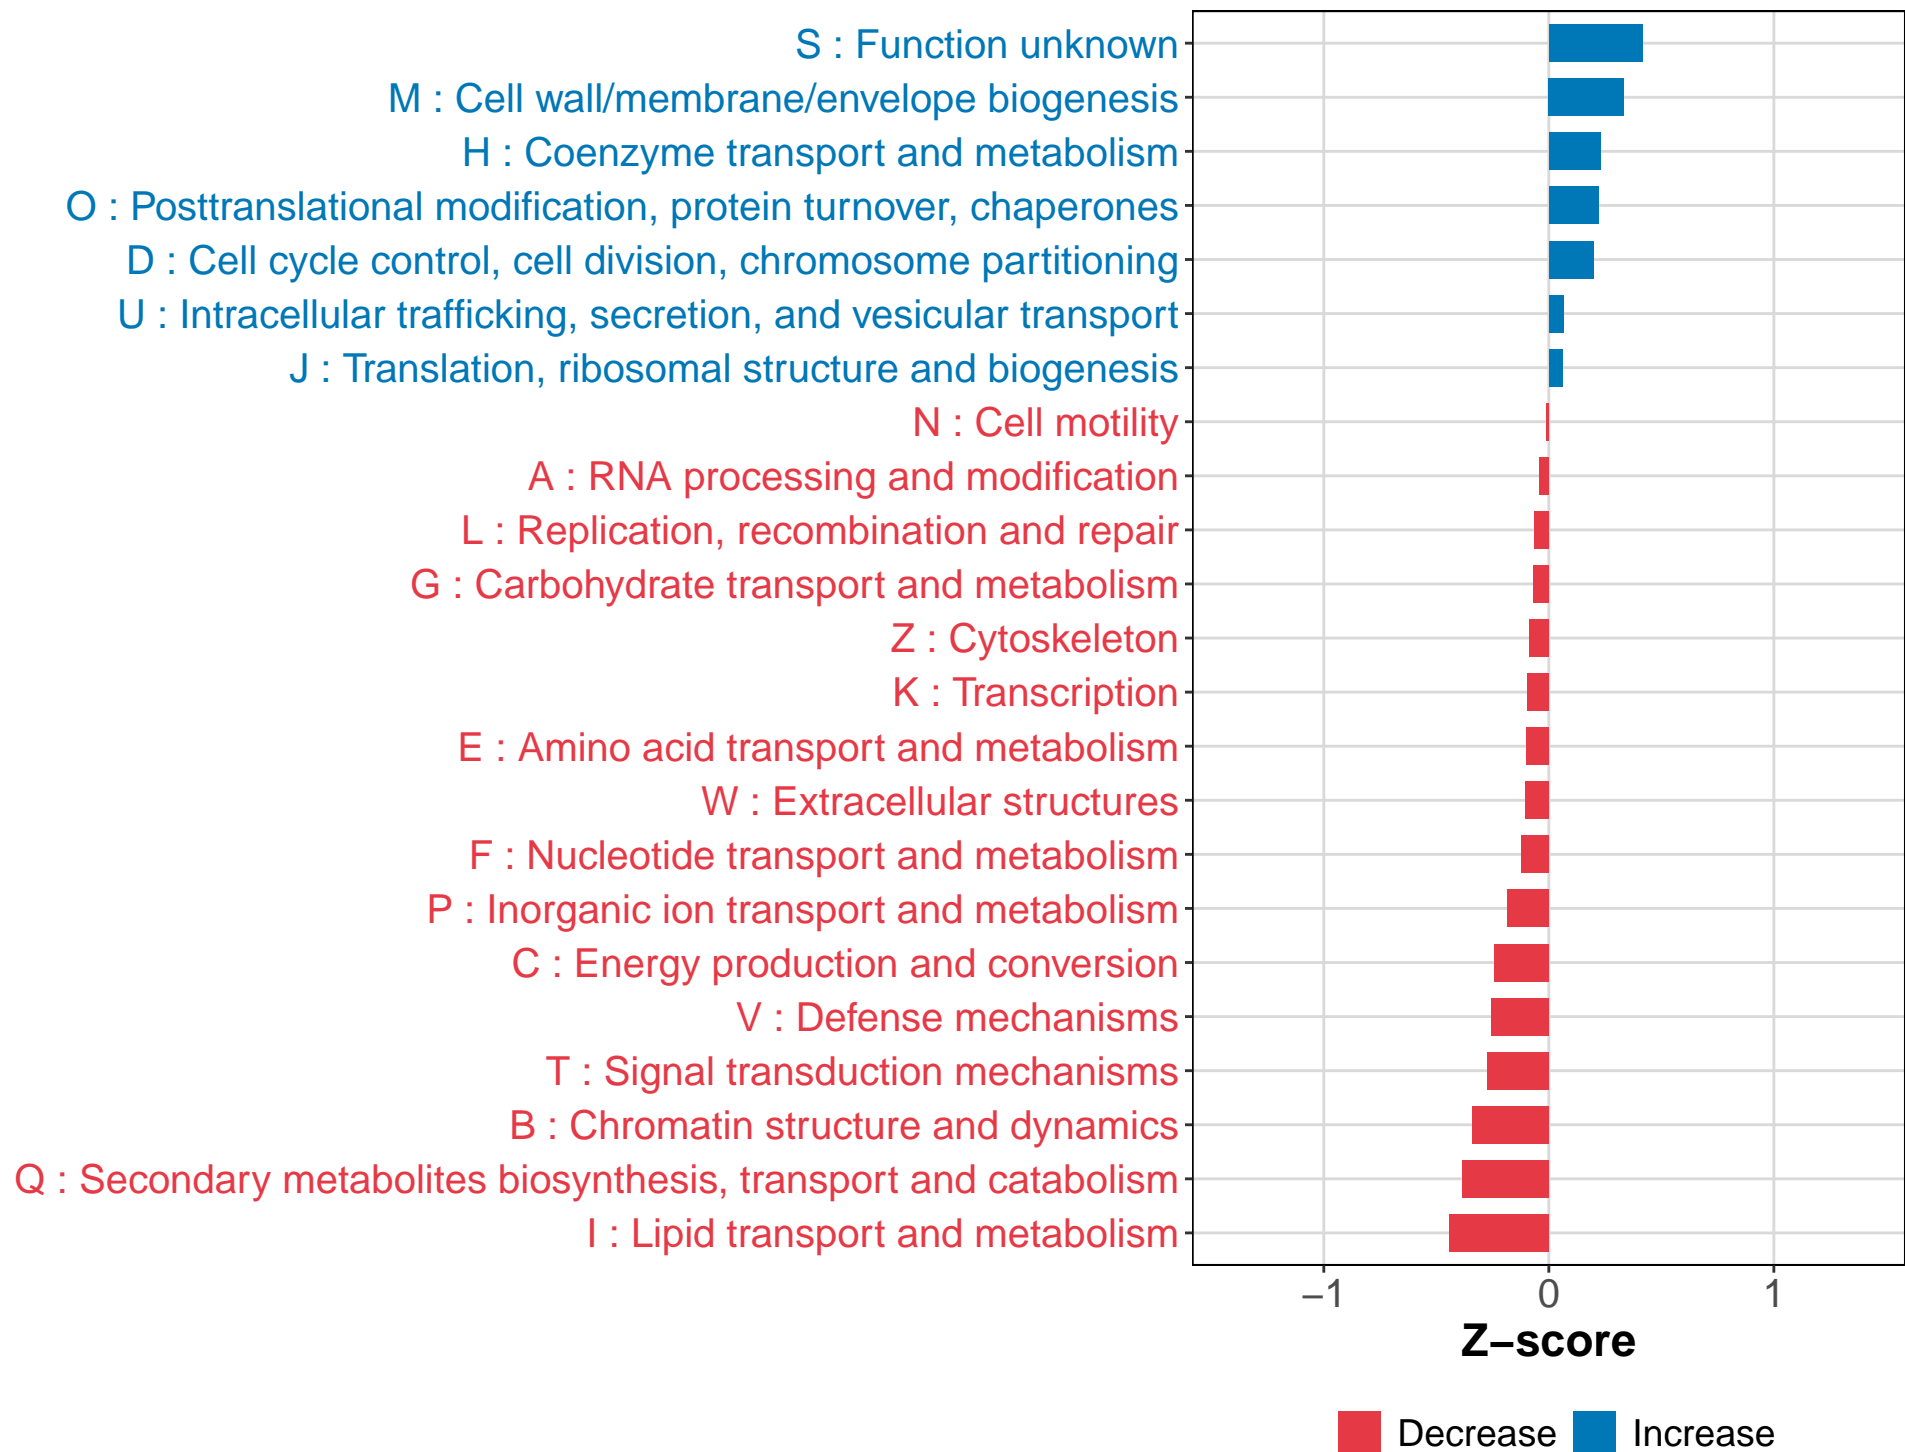 S : Function unknown
M : Cell wall/membrane/envelope biogenesis
H : Coenzyme transport and metabolism
O : Posttranslational modification, protein turnover, chaperones
D : Cell cycle control, cell division, chromosome partitioning
U : Intracellular trafficking, secretion, and vesicular transport
J : Translation, ribosomal structure and biogenesis
N : Cell motility
A : RNA processing and modification
L : Replication, recombination and repair
G : Carbohydrate transport and metabolism
Z : Cytoskeleton
K : Transcription
E : Amino acid transport and metabolism
W : Extracellular structures
F : Nucleotide transport and metabolism
P : Inorganic ion transport and metabolism
C : Energy production and conversion
V : Defense mechanisms
T : Signal transduction mechanisms
B : Chromatin structure and dynamics
Q : Secondary metabolites biosynthesis, transport and catabolism
I : Lipid transport and metabolism
−1 0 1
Z−score
Decrease Increase